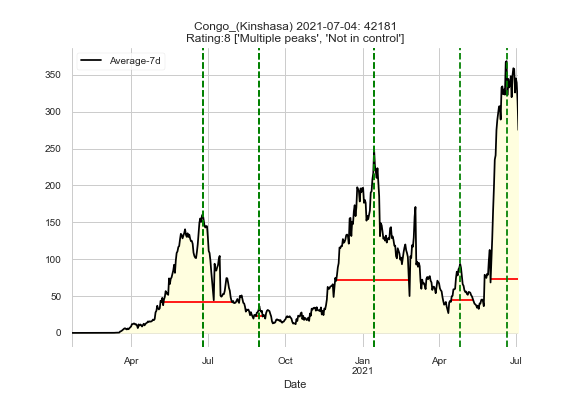 Congo_(Kinshasa) 2021-07-04: 42181
Rating:8 ['Multiple peaks', 'Not in control']
Average-7d
350
300
250
200
150
100
50
0
Apr
Jul
Oct
Jan
2021
Apr
Jul
Date